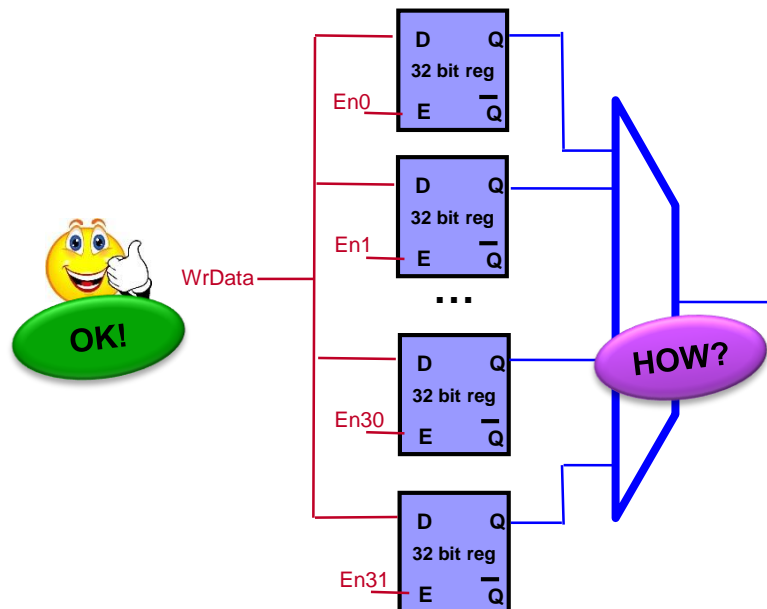 D Q
32 bit reg
En0
E Q
D Q
32 bit reg
En1
E Q
WrData
...
OK!
HOW?
D Q
32 bit reg
En30
E Q
D Q
32 bit reg
En31
E Q